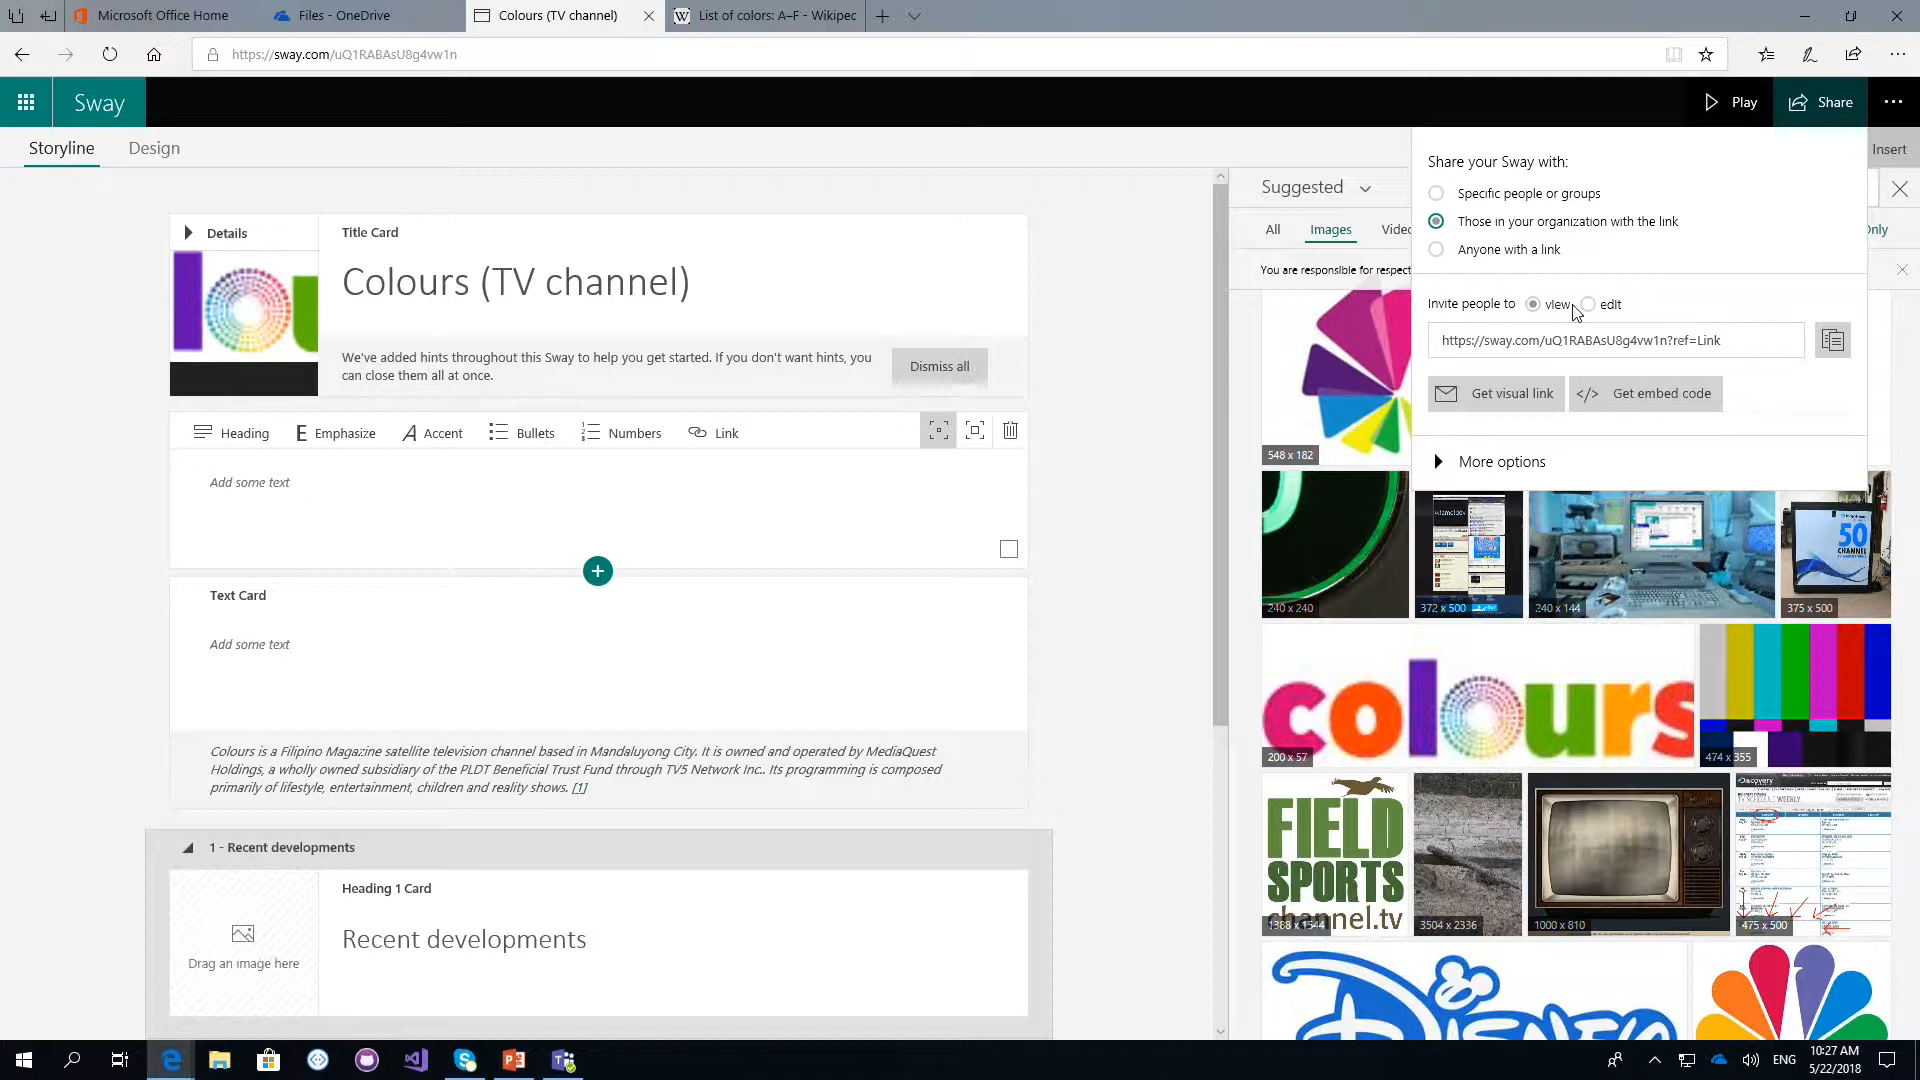 Microsoft Office Home
Files - OneDrive
Colours (TV channel)
List of colors: A–F - Wikipec
https://sway.com/uQ1RABAsU8g4vw1n
Sway
Play
Share
Storyline
Design
Insert
Share your Sway with:
Specific people or groups
Those in your organization with the link
Anyone with a link
Invite people to
view
edit
https://sway.com/uQ1RABAsU8g4vw1n?ref=Link
Get visual link
Get embed code
More options
Suggested
All
Images
Only
You are responsible for respect
Details
Title Card
Colours (TV channel)
We've added hints throughout this Sway to help you get started. If you don't want hints, you
can close them all at once.
Dismiss all
Heading
Emphasize
Accent
Bullets
Numbers
Link
Add some text
Text Card
Add some text
Colours is a Filipino Magazine satellite television channel based in Mandaluyong City. It is owned and operated by MediaQuest
Holdings, a wholly owned subsidiary of the PLDT Beneficial Trust Fund through TV5 Network Inc.. Its programming is composed
primarily of lifestyle, entertainment, children and reality shows. [1]
1 - Recent developments
Heading 1 Card
Recent developments
Drag an image here
548 x 182
240 x 240
372 x 500
240 x 144
50
CHANNEL
375 x 500
colours
200 x 57
474 x 355
FIELD
SPORTS
channel.tv
1388 x 1544
3504 x 2336
1000 x 810
Discovery
TV SCHEDULE WEEKLY
475 x 500
ENG
10:27 AM
5/22/2018